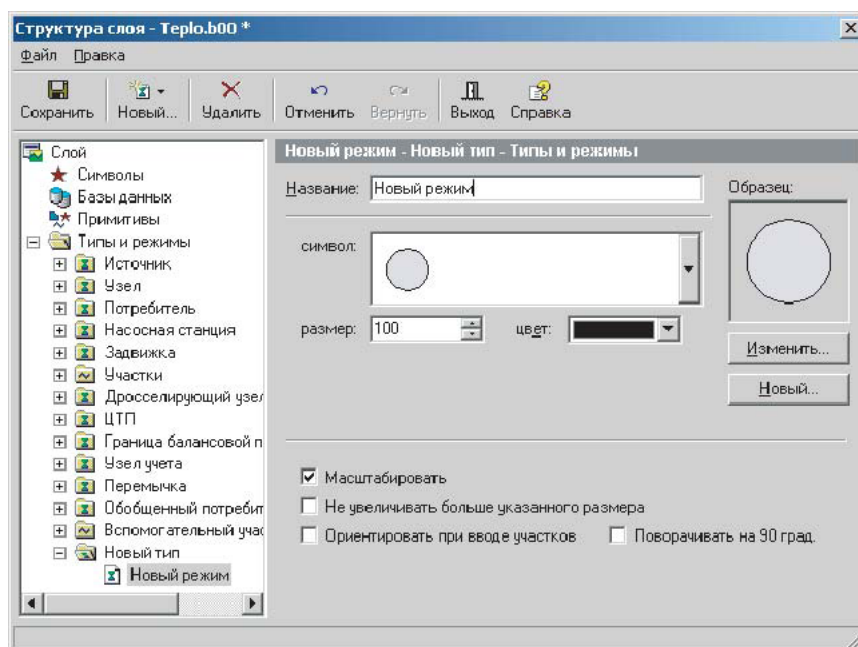 Структура слоя - Teplo.b00 *
Файл Правка
Сохранить Новый... Удалить Отменить Вернуть Выход Справка
Слой
Символы
Базы данных
Примитивы
Типы и режимы
Источник
Узел
Потребитель
Насосная станция
Задвижка
Участки
Дросселирующий узел
ЦТП
Граница балансовой п
Узел учета
Перемычка
Обобщенный потребит
Вспомогательный учас
Новый тип
Новый режим
Новый режим - Новый тип - Типы и режимы
Название: Новый режим
Образец:
символ:
размер: 100 цвет:
Изменить...
Новый...
Масштабировать
Не увеличивать больше указанного размера
Ориентировать при вводе участков Поворачивать на 90 град.